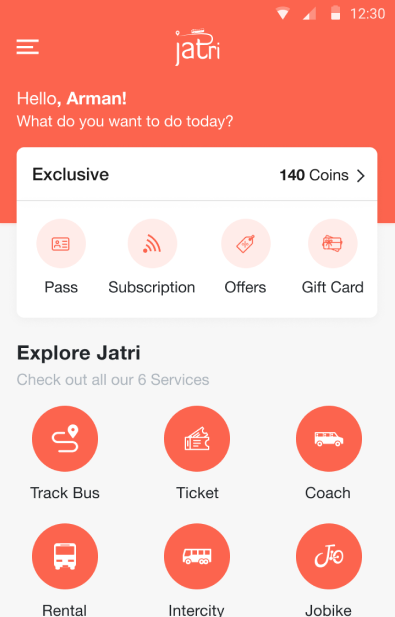 12:30
jatri
Hello, Arman!
What do you want to do today?
Exclusive 140 Coins
Pass Subscription Offers Gift Card
Explore Jatri
Check out all our 6 Services
Track Bus Ticket Coach
Rental Intercity Jobike